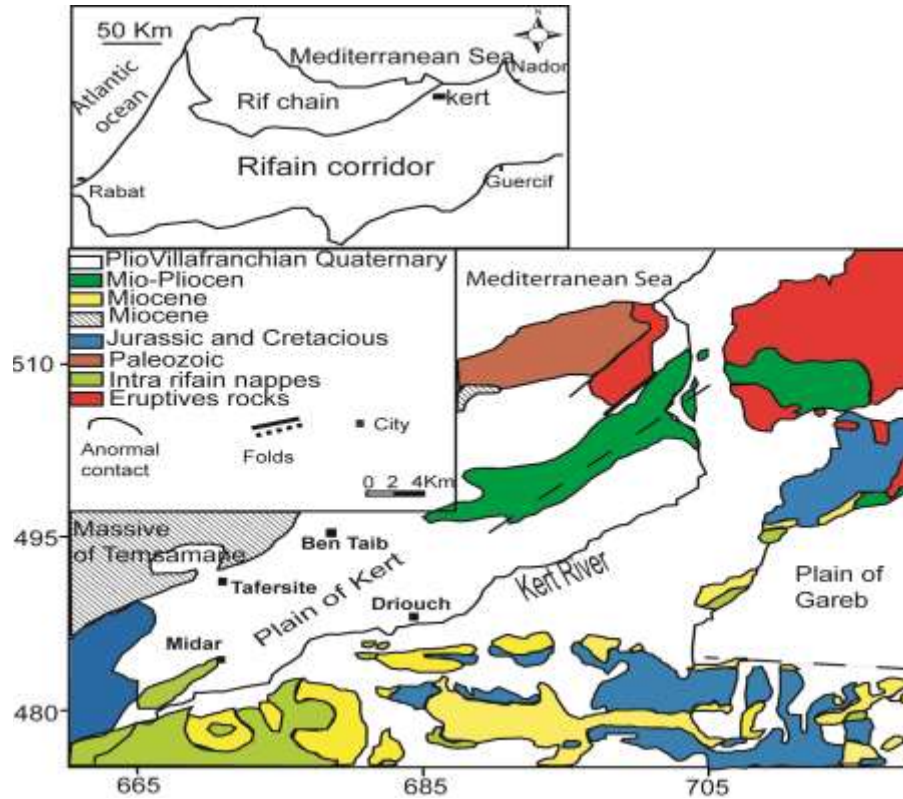 N
50 Km
Mediterranean Sea
Nador
Atlantic
ocean
Rif chain
kert
Rifain corridor
Guercif
Rabat
PlioVillafranchian Quaternary
Mio-Pliocen
Miocene
Miocene
Jurassic and Cretacious
Paleozoic
Intra rifain nappes
Eruptives rocks
Anormal
contact
Folds
City
0 2 4Km
Mediterranean Sea
510
495
480
Massive
of Temsamane
Ben Taib
Tafersite
Plain of Kert
Kert River
Driouch
Midar
Plain of
Gareb
665
685
705